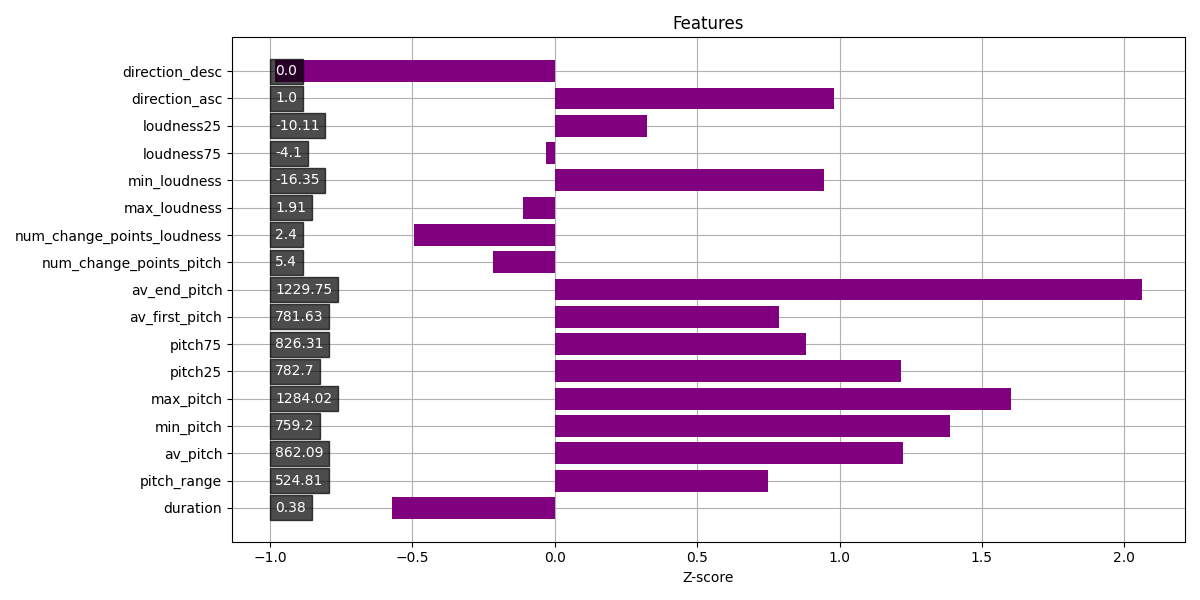 Features
direction_desc 0.0
direction_asc 1.0
loudness25 -10.11
loudness75 -4.1
min_loudness -16.35
max_loudness 1.91
num_change_points_loudness 2.4
num_change_points_pitch 5.4
av_end_pitch 1229.75
av_first_pitch 781.63
pitch75 826.31
pitch25 782.7
max_pitch 1284.02
min_pitch 759.2
av_pitch 862.09
pitch_range 524.81
duration 0.38
−1.0 −0.5 0.0 0.5 1.0 1.5 2.0
Z-score